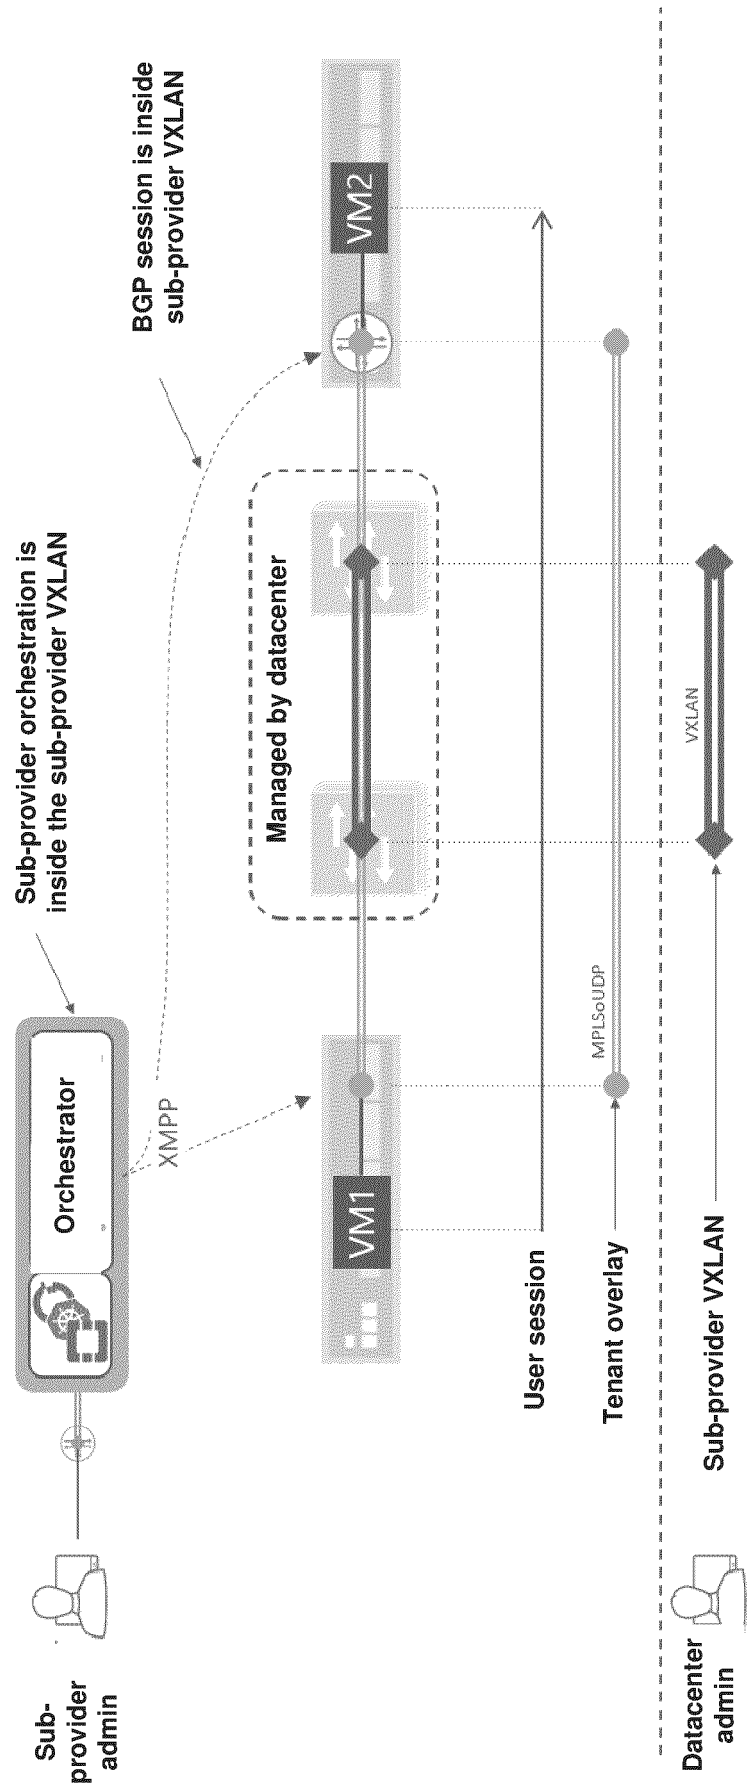 Sub-provider orchestration is
inside the sub-provider VXLAN
BGP session is inside
sub-provider VXLAN
Sub-
provider
admin
Orchestrator
XMPP
Managed by datacenter
VM1
VM2
User session
MPLSoUDP
Tenant overlay
VXLAN
Sub-provider VXLAN
Datacenter
admin